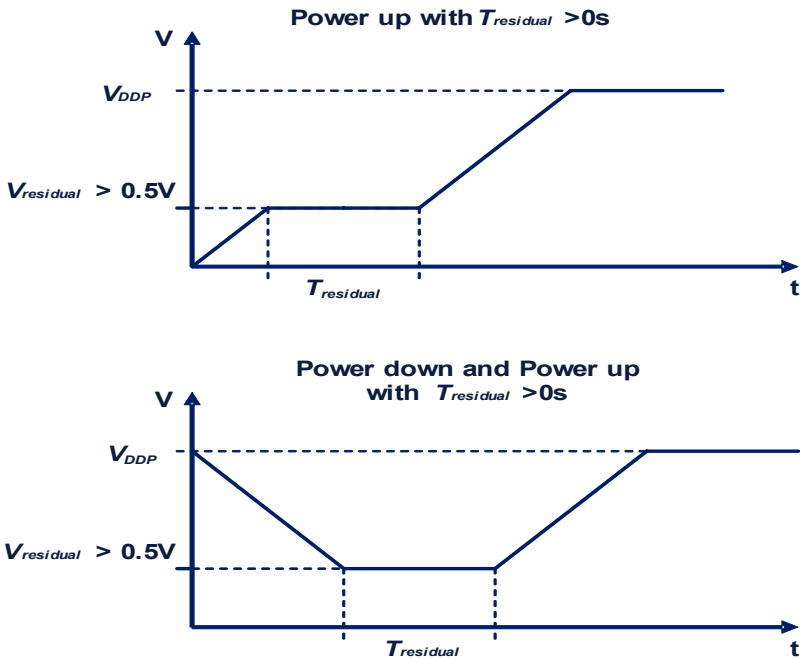 Power up with Tresidual >0s
V
VDDP
Vresidual > 0.5V
Tresidual
t
Power down and Power up
with Tresidual >0s
V
VDDP
Vresidual > 0.5V
Tresidual
t